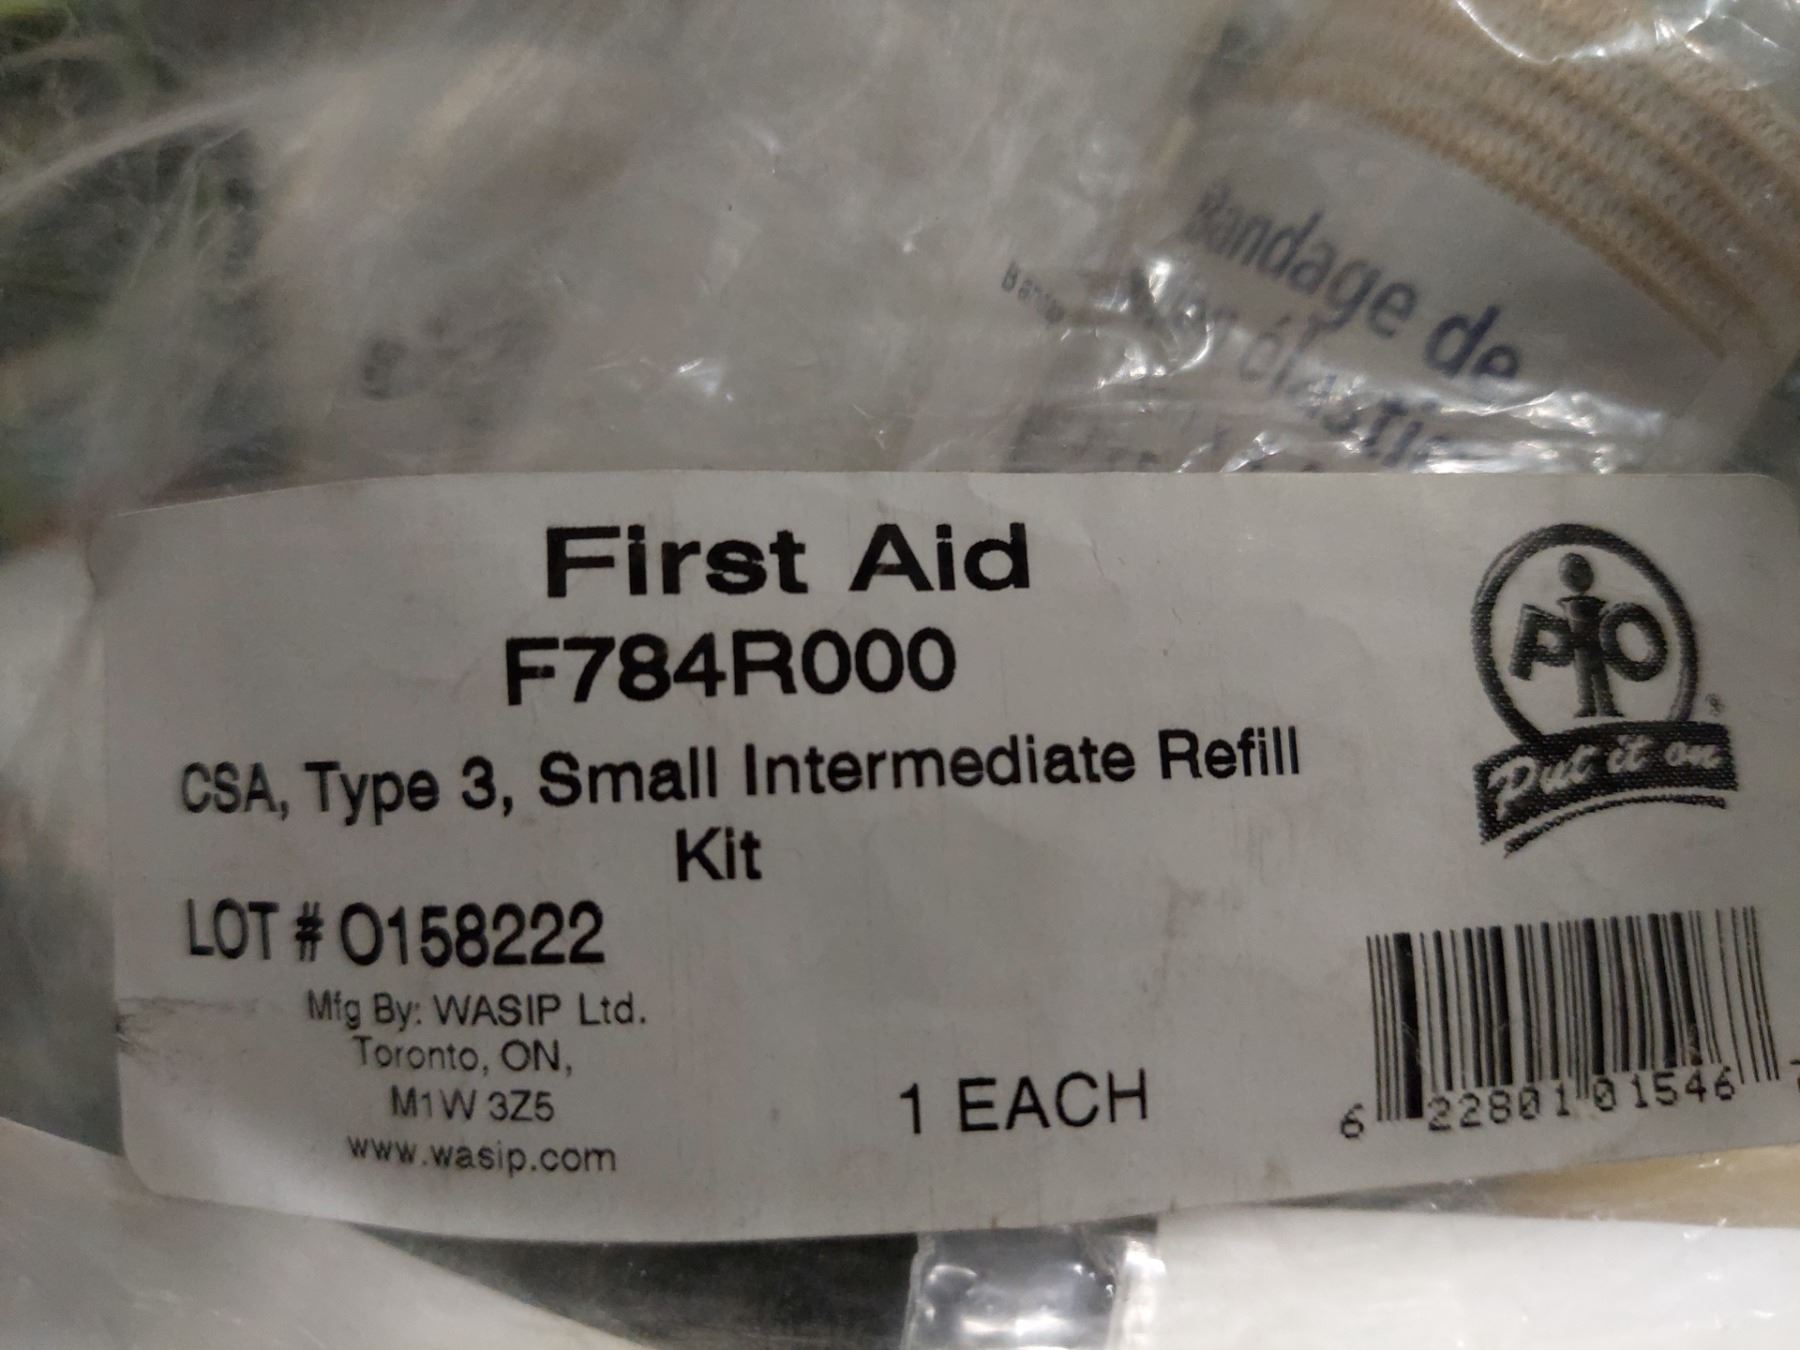 Bandage de
First Aid
F784R000
CSA, Type 3, Small Intermediate Refill
Kit
LOT # O158222
Mfg By: WASIP Ltd.
Toronto, ON,
M1W 3Z5
www.wasip.com
1 EACH
PIO
®
Put it on
6 22801 01546 7